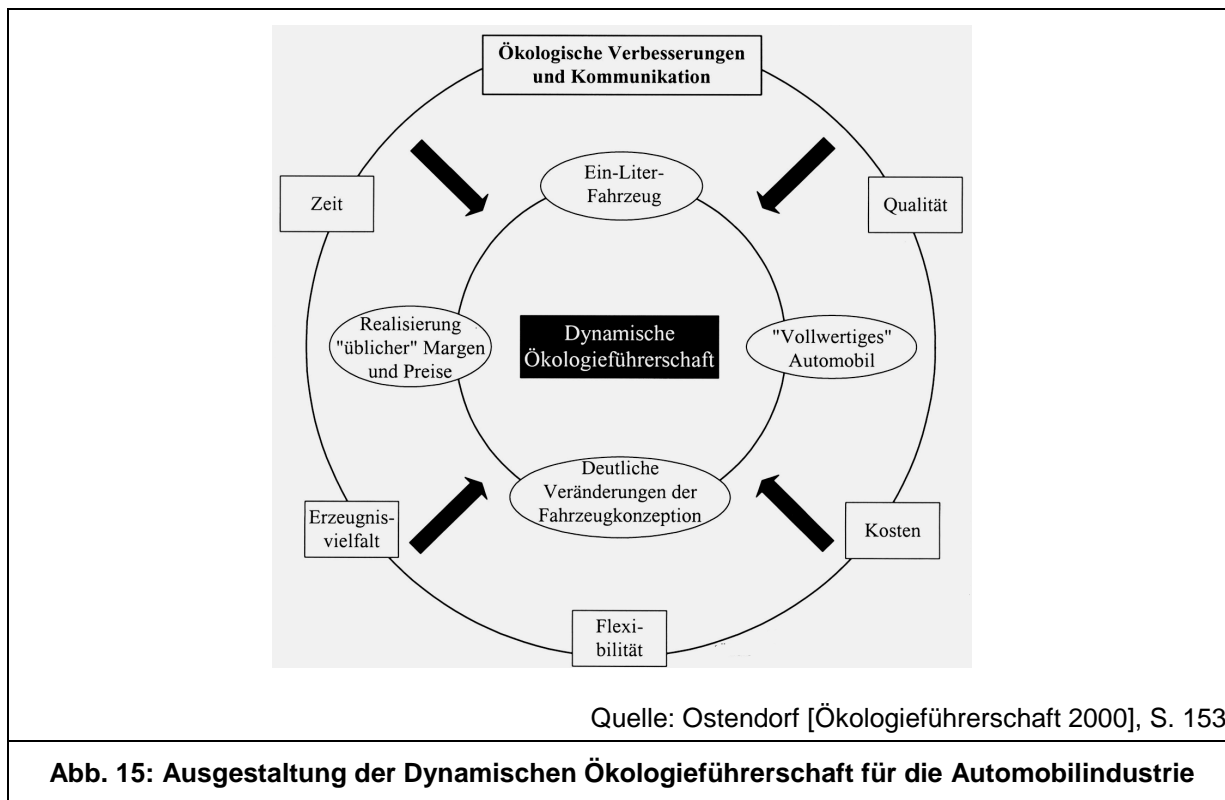 Ökologische Verbesserungen
und Kommunikation
Ein-Liter-
Fahrzeug
Zeit
Qualität
Realisierung
"üblicher" Margen
und Preise
Dynamische
Ökologieführerschaft
"Vollwertiges"
Automobil
Deutliche
Veränderungen der
Fahrzeugkonzeption
Erzeugnis-
vielfalt
Kosten
Flexi-
bilität
Quelle: Ostendorf [Ökologieführerschaft 2000], S. 153
Abb. 15: Ausgestaltung der Dynamischen Ökologieführerschaft für die Automobilindustrie